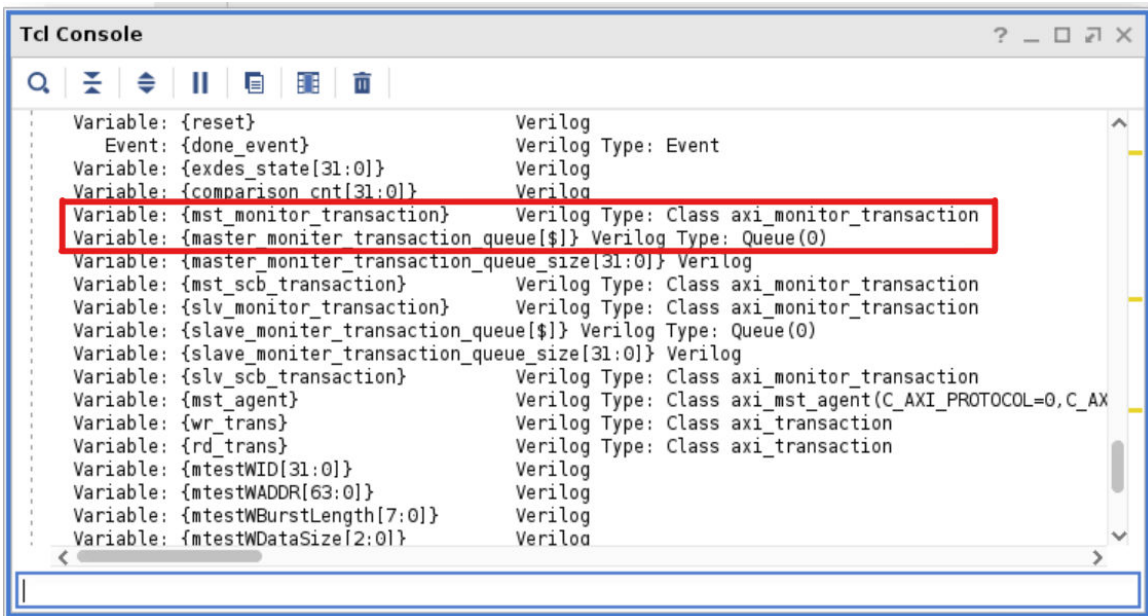 Tcl Console
Variable: {reset} Verilog
Event: {done_event} Verilog Type: Event
Variable: {exdes_state[31:0]} Verilog
Variable: {comparison_cnt[31:0]} Verilog
Variable: {mst_monitor_transaction} Verilog Type: Class axi_monitor_transaction
Variable: {master_moniter_transaction_queue[$]} Verilog Type: Queue(0)
Variable: {master_moniter_transaction_queue_size[31:0]} Verilog
Variable: {mst_scb_transaction} Verilog Type: Class axi_monitor_transaction
Variable: {slv_monitor_transaction} Verilog Type: Class axi_monitor_transaction
Variable: {slave_moniter_transaction_queue[$]} Verilog Type: Queue(0)
Variable: {slave_moniter_transaction_queue_size[31:0]} Verilog
Variable: {slv_scb_transaction} Verilog Type: Class axi_monitor_transaction
Variable: {mst_agent} Verilog Type: Class axi_mst_agent(C_AXI_PROTOCOL=0,C_AX
Variable: {wr_trans} Verilog Type: Class axi_transaction
Variable: {rd_trans} Verilog Type: Class axi_transaction
Variable: {mtestWID[31:0]} Verilog
Variable: {mtestWADDR[63:0]} Verilog
Variable: {mtestWBurstLength[7:0]} Verilog
Variable: {mtestWDataSize[2:0]} Verilog